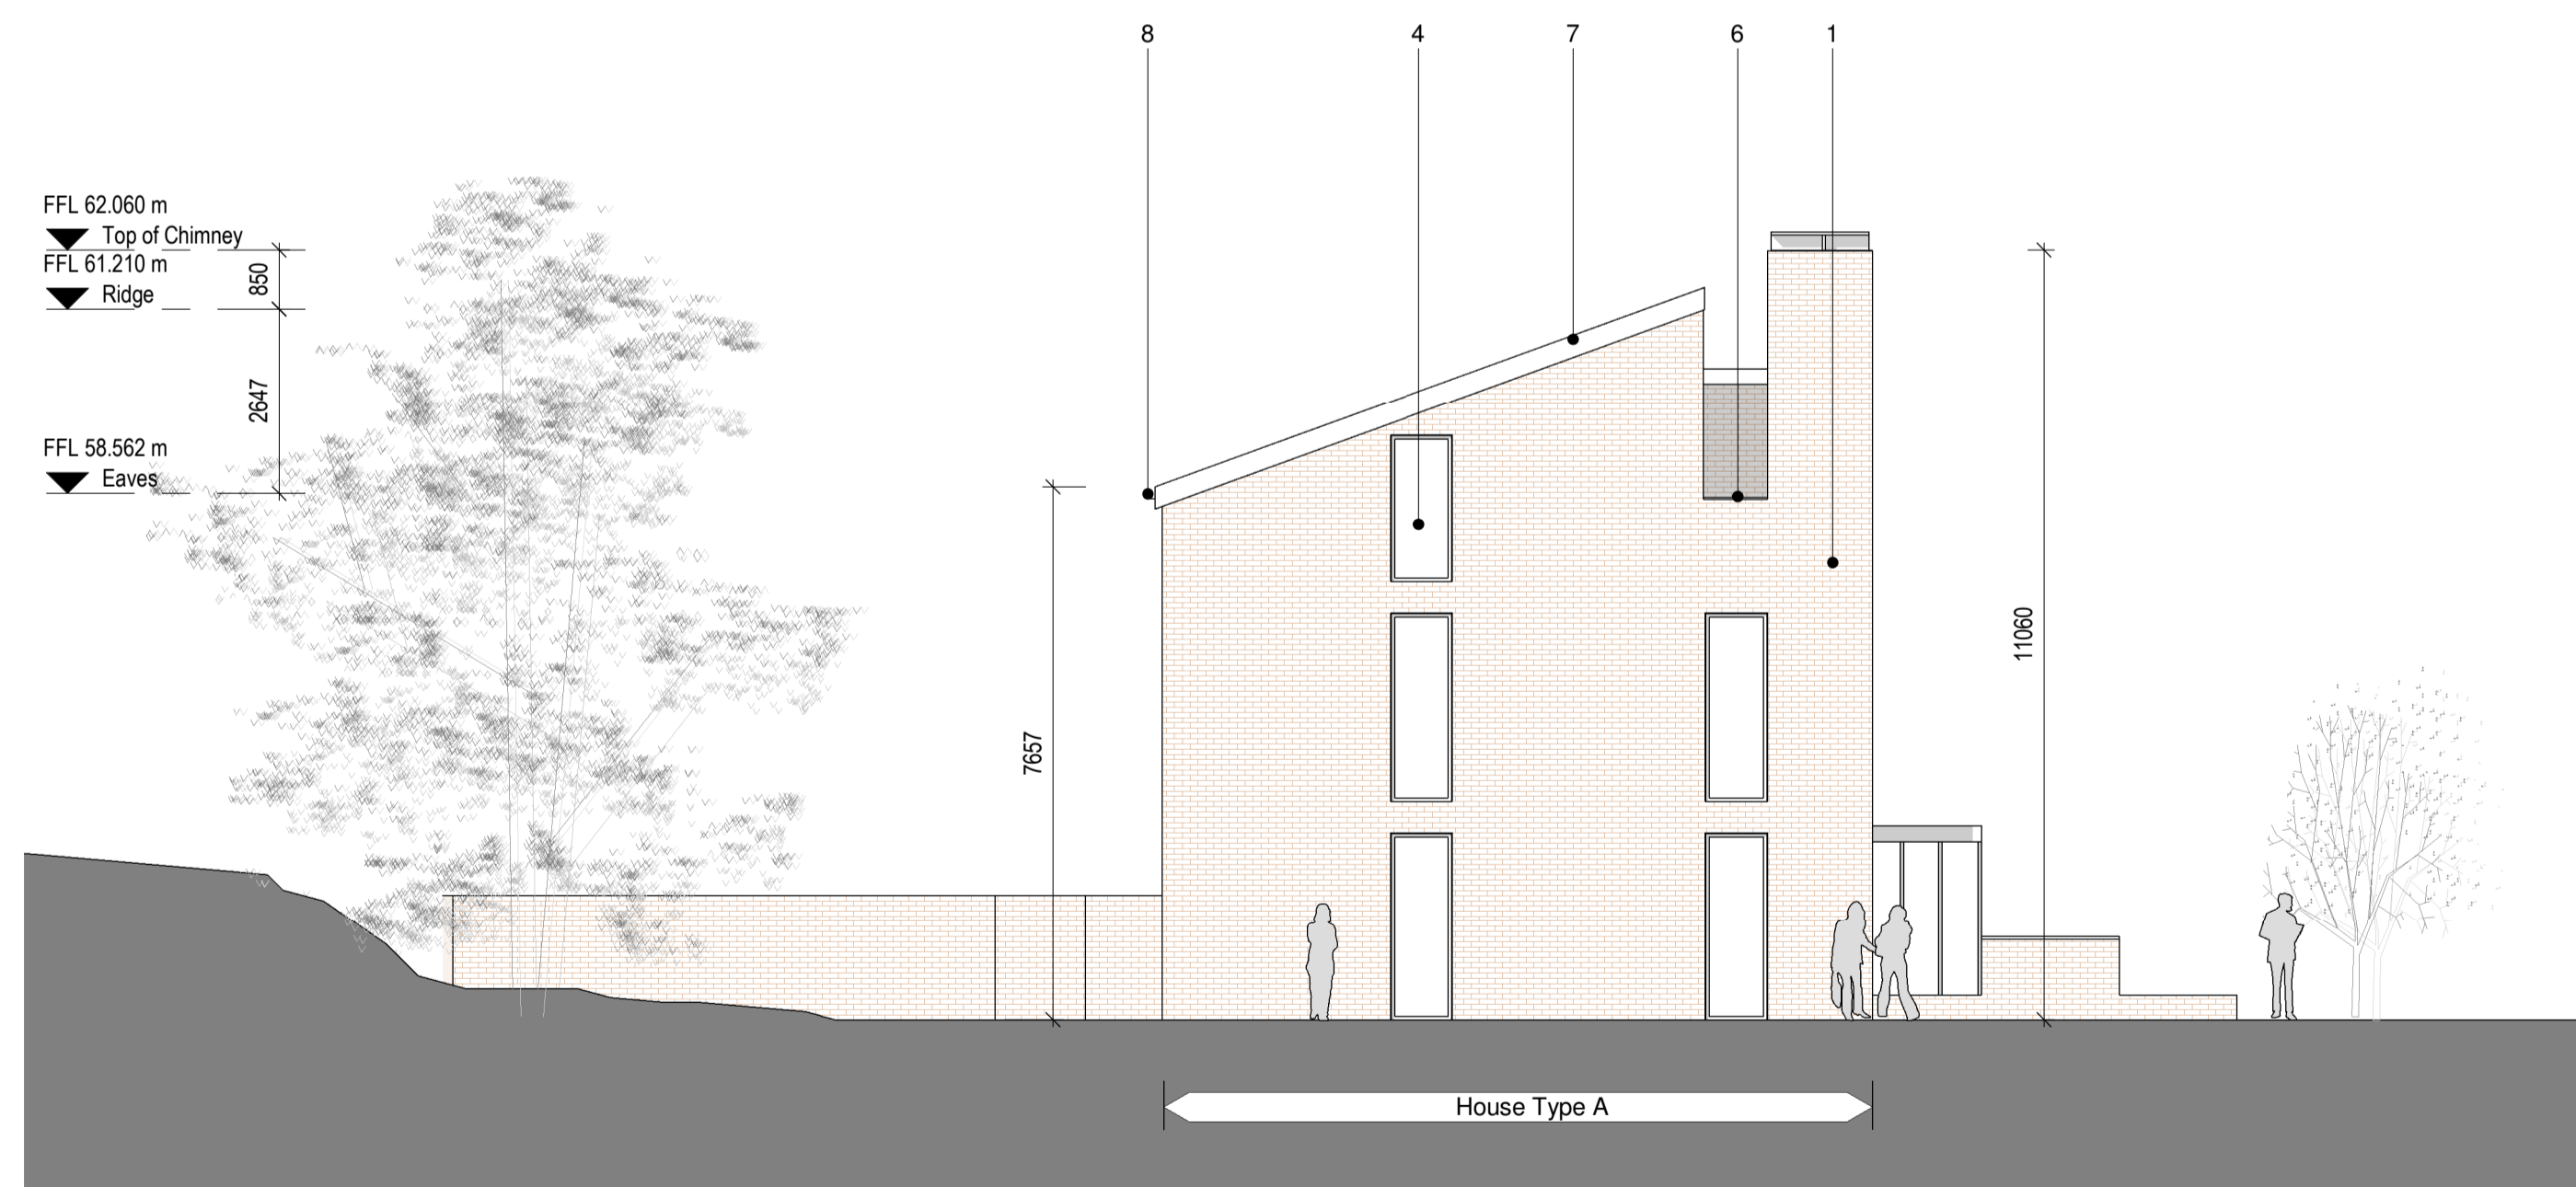 8
4
7
6
1
FFL 62.060 m
Top of Chimney
FFL 61.210 m
Ridge
850
2647
FFL 58.562 m
Eaves
7657
11060
House Type A